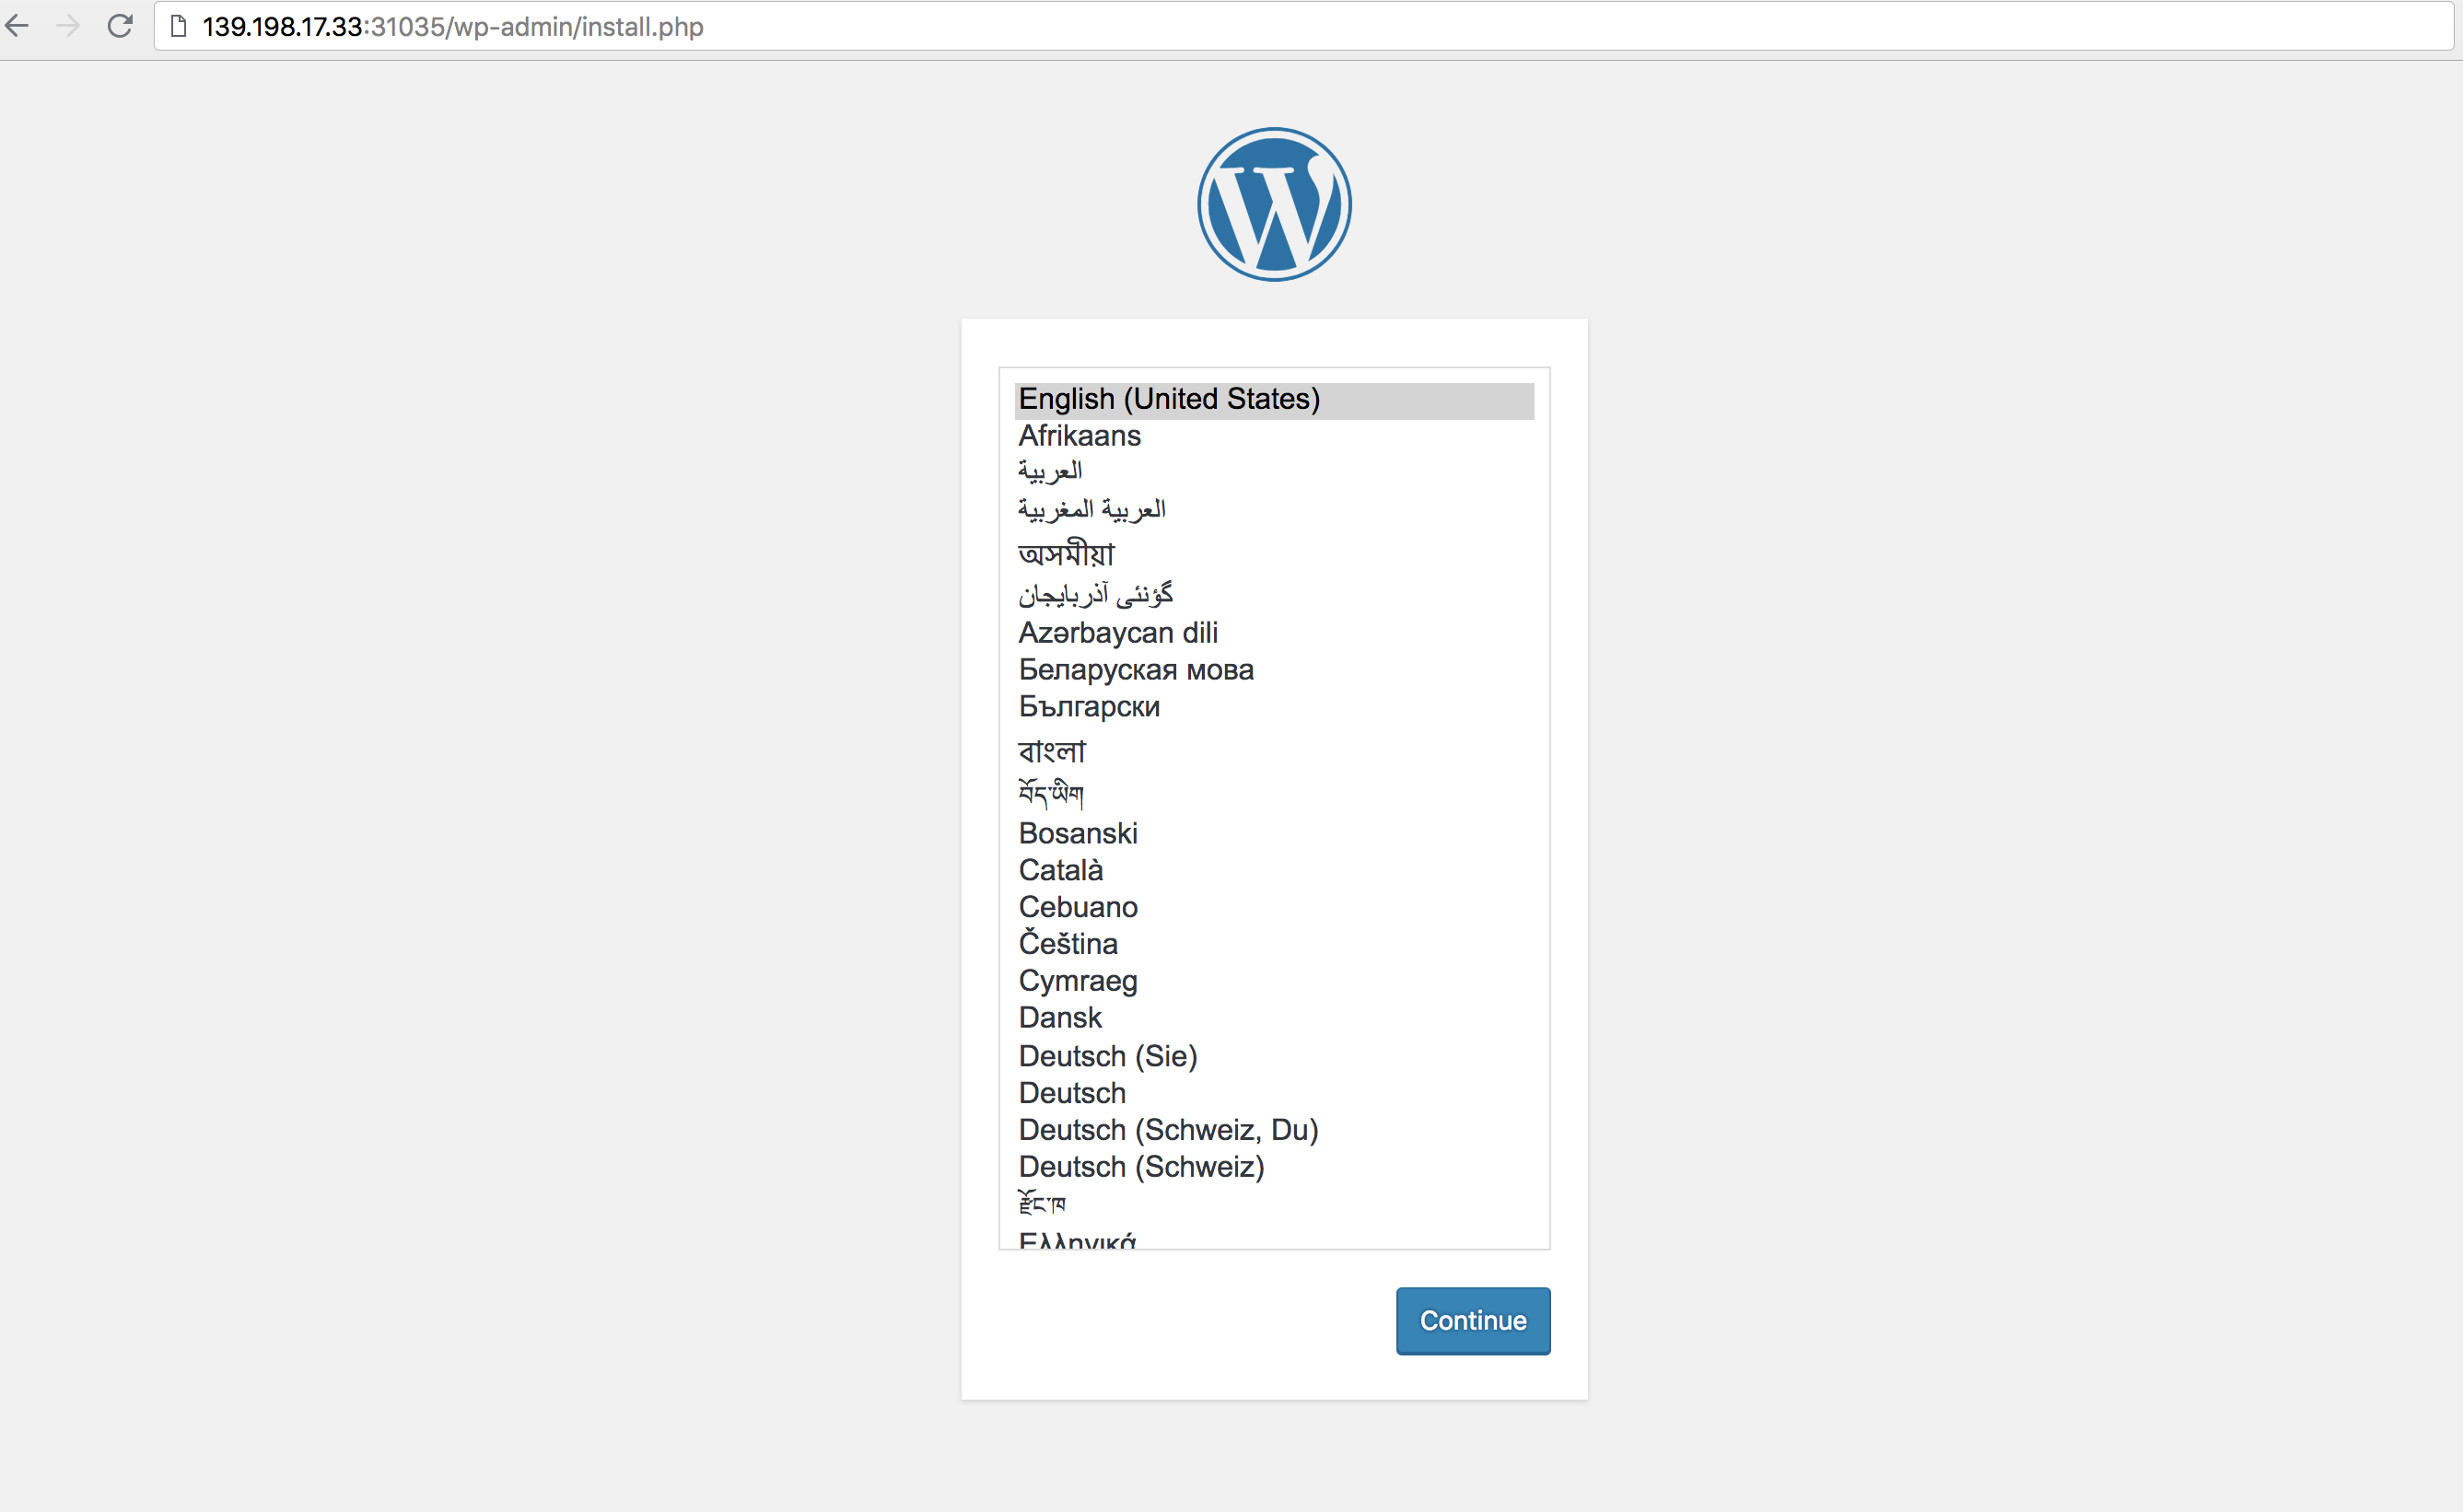 139.198.17.33:31035/wp-admin/install.php
English (United States)
Afrikaans
العربية
العربية المغربية
অসমীয়া
گؤنئی آذربایجان
Azərbaycan dili
Беларуская мова
Български
বাংলা
བོད་ཡིག
Bosanski
Català
Cebuano
Čeština
Cymraeg
Dansk
Deutsch (Sie)
Deutsch
Deutsch (Schweiz, Du)
Deutsch (Schweiz)
རྫོང་ཁ
Ελληνικά
Continue